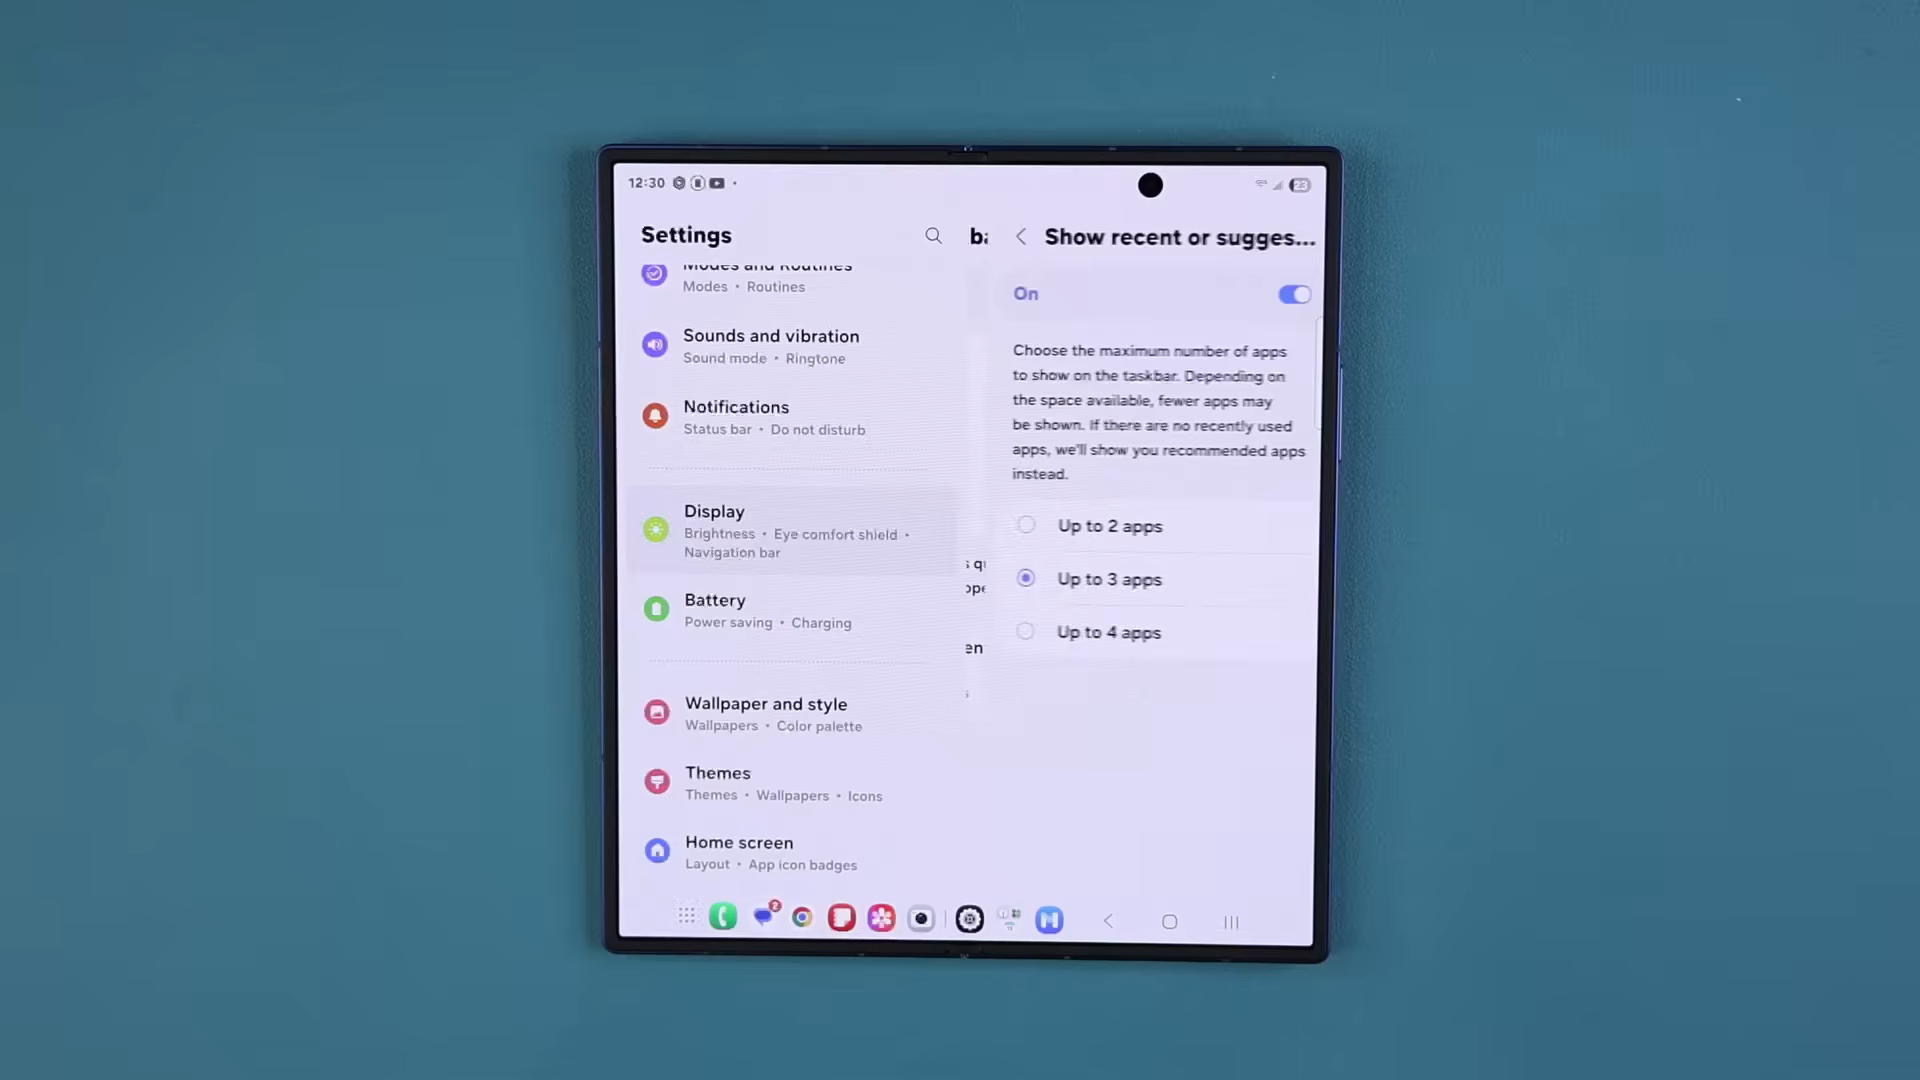 12:30
23
Settings
Modes and Routines
Modes • Routines
Sounds and vibration
Sound mode • Ringtone
Notifications
Status bar • Do not disturb
Display
Brightness • Eye comfort shield •
Navigation bar
Battery
Power saving • Charging
Wallpaper and style
Wallpapers • Color palette
Themes
Themes • Wallpapers • Icons
Home screen
Layout • App icon badges
2
Show recent or sugges...
On
Choose the maximum number of apps
to show on the taskbar. Depending on
the space available, fewer apps may
be shown. If there are no recently used
apps, we'll show you recommended apps
instead.
Up to 2 apps
Up to 3 apps
Up to 4 apps